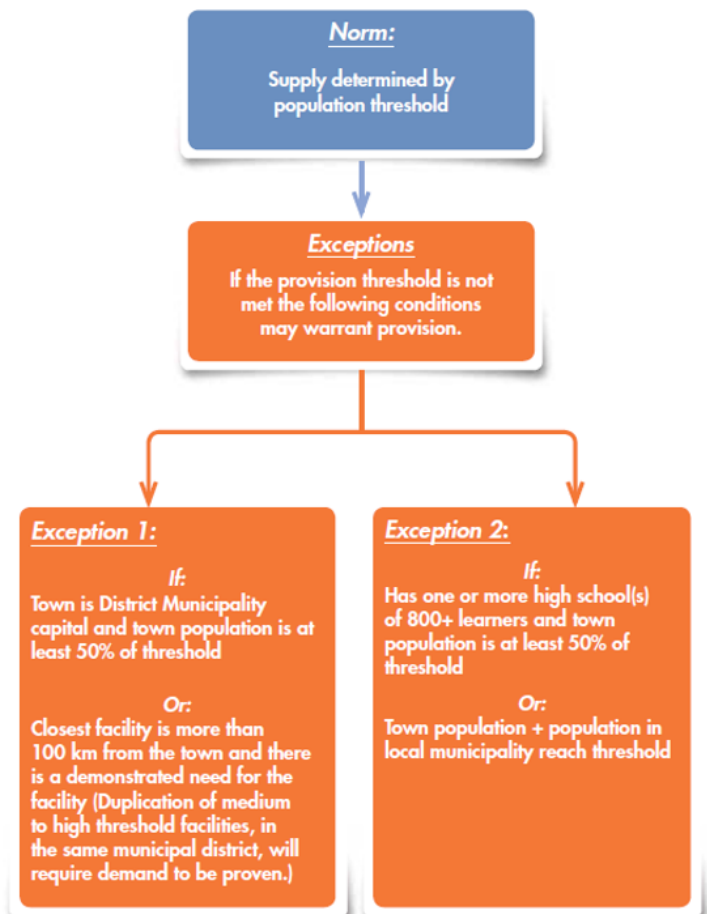 Norm:
Supply determined by
population threshold
Exceptions
If the provision threshold is not
met the following conditions
may warrant provision.
Exception 1:
If:
Town is District Municipality
capital and town population is at
least 50% of threshold
Or:
Closest facility is more than
100 km from the town and there
is a demonstrated need for the
facility (Duplication of medium
to high threshold facilities, in
the same municipal district, will
require demand to be proven.)
Exception 2:
If:
Has one or more high school(s)
of 800+ learners and town
population is at least 50% of
threshold
Or:
Town population + population in
local municipality reach threshold